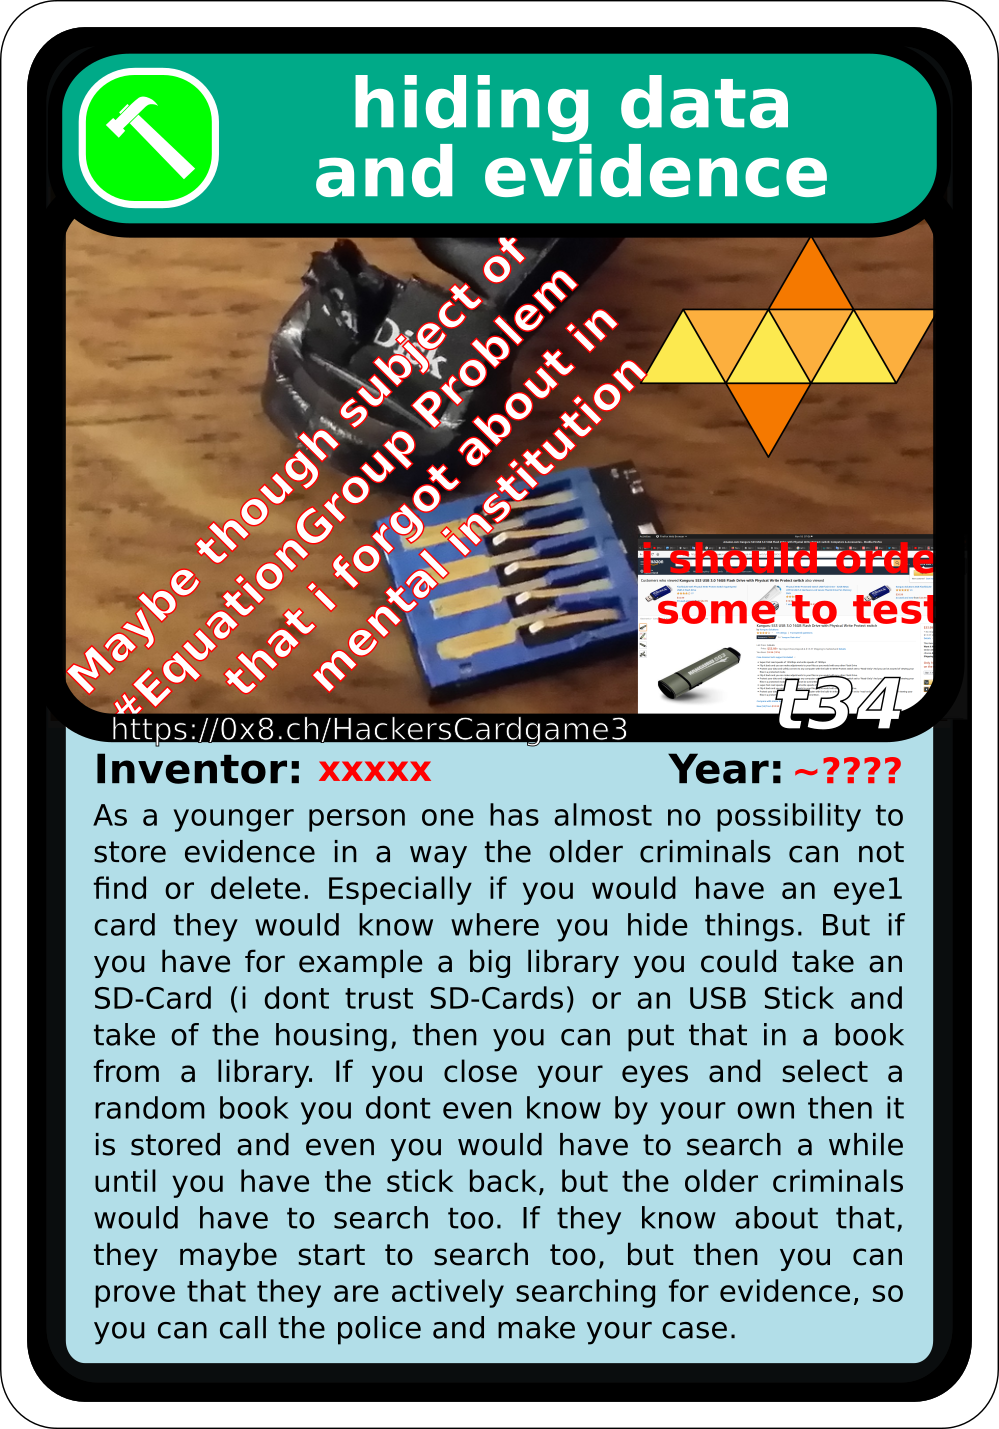 hiding data
and evidence
Disk
Maybe though subject of
#EquationGroup Problem
that i forgot about in
mental institution
i should orde
some to test
t34
https://0x8.ch/HackersCardgame3
Inventor: xxxxx
Year: ~????
As a younger person one has almost no possibility to
store evidence in a way the older criminals can not
find or delete. Especially if you would have an eye1
card they would know where you hide things. But if
you have for example a big library you could take an
SD-Card (i dont trust SD-Cards) or an USB Stick and
take of the housing, then you can put that in a book
from a library. If you close your eyes and select a
random book you dont even know by your own then it
is stored and even you would have to search a while
until you have the stick back, but the older criminals
would have to search too. If they know about that,
they maybe start to search too, but then you can
prove that they are actively searching for evidence, so
you can call the police and make your case.